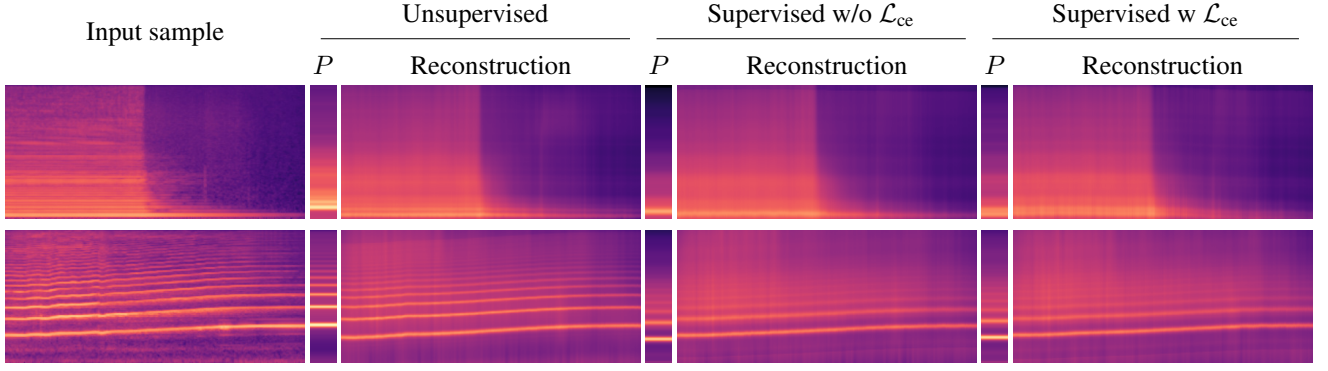 Input sample
Unsupervised
Supervised w/o ℒce
Supervised w ℒce
P Reconstruction
P Reconstruction
P Reconstruction